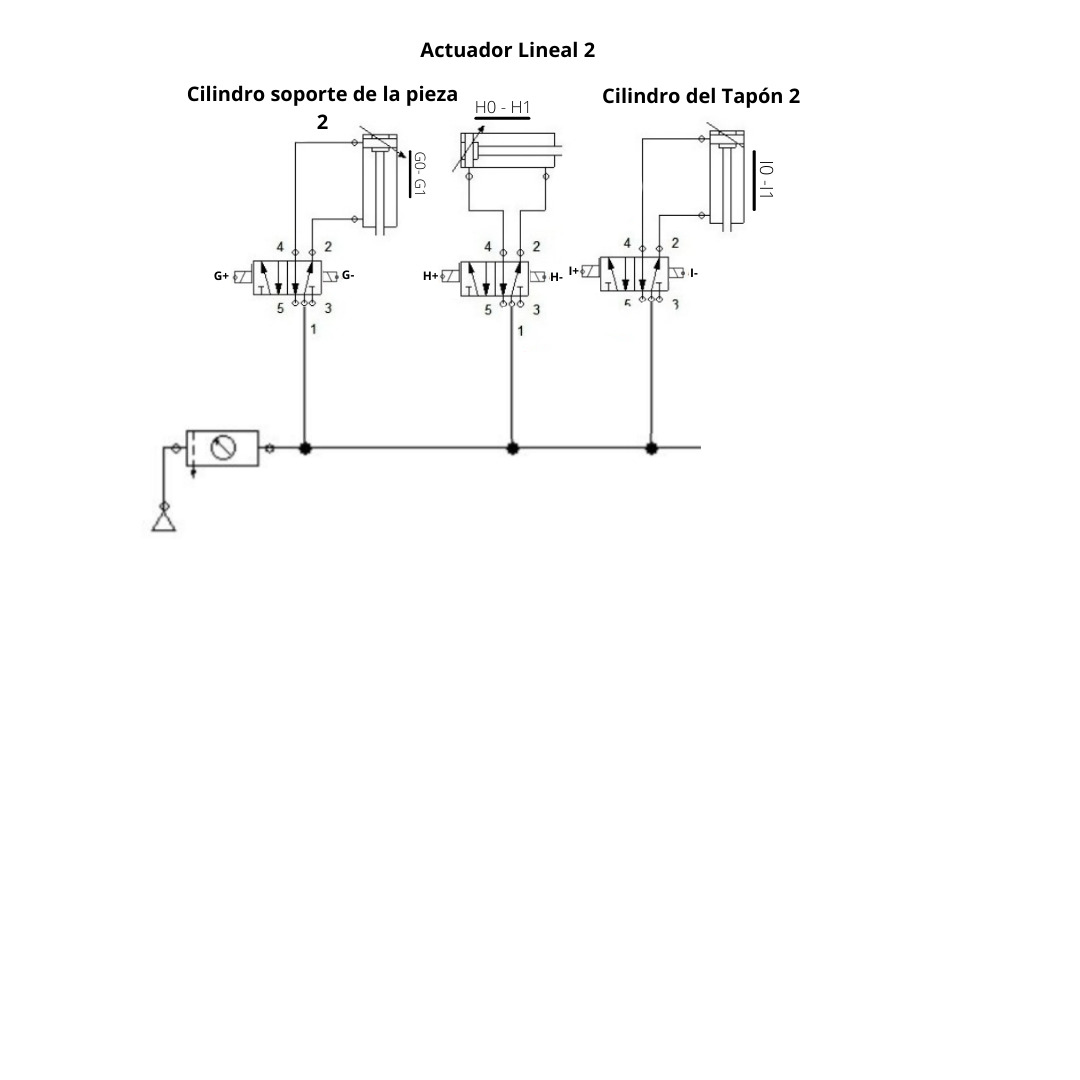 Actuador Lineal 2
Cilindro soporte de la pieza
2
H0 - H1
Cilindro del Tapón 2
G0- G1
I0 -I1
4 2
G+ G-
5 3
1
4 2
H+ H-
5 3
1
4 2
I+ I-
5 3